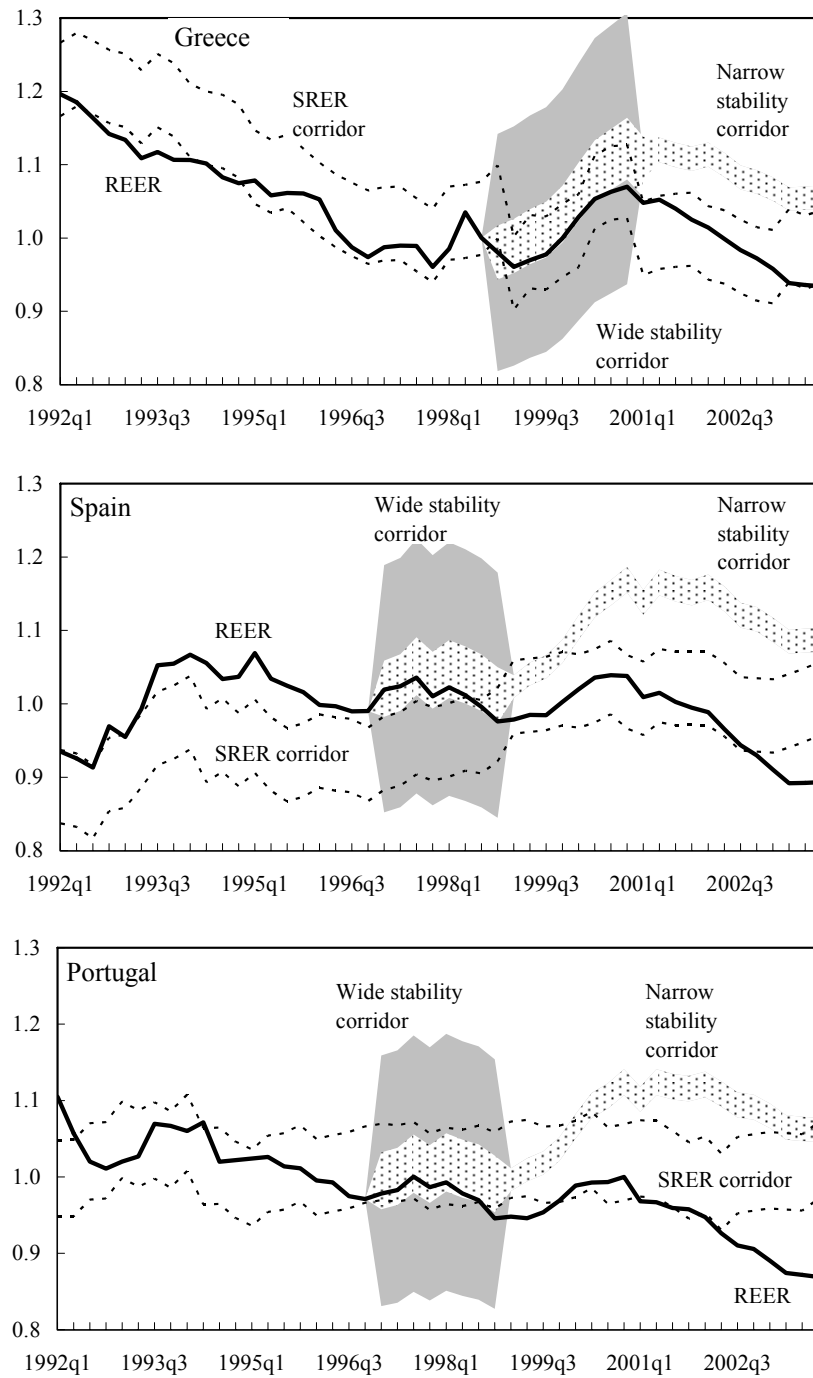 1.3
Greece
Narrow
stability
corridor
1.2
SRER
corridor
REER
1.1
1.0
0.9
Wide stability
corridor
0.8
1992q1 1993q3 1995q1 1996q3 1998q1 1999q3 2001q1 2002q3
1.3
Spain
Wide stability
corridor
Narrow
stability
corridor
1.2
REER
1.1
1.0
SRER corridor
0.9
0.8
1992q1 1993q3 1995q1 1996q3 1998q1 1999q3 2001q1 2002q3
1.3
Portugal
Wide stability
corridor
Narrow
stability
corridor
1.2
1.1
1.0
SRER corridor
0.9
REER
0.8
1992q1 1993q3 1995q1 1996q3 1998q1 1999q3 2001q1 2002q3